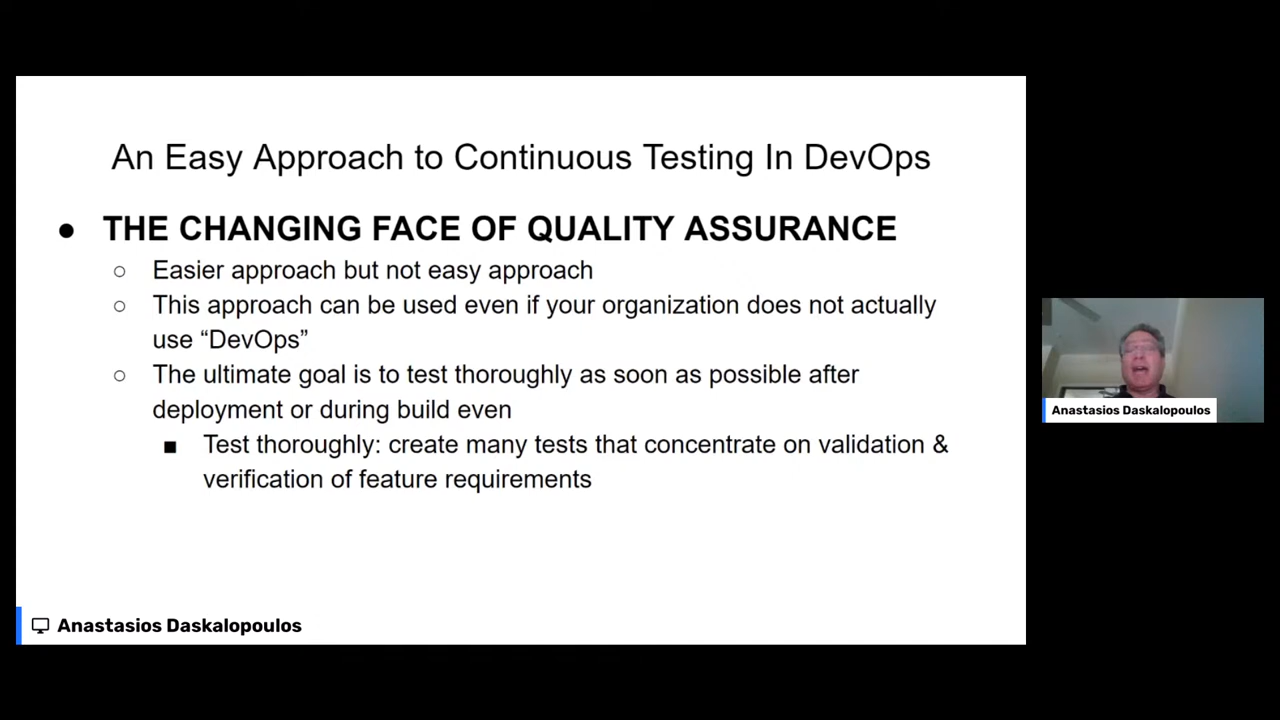 An Easy Approach to Continuous Testing In DevOps
● THE CHANGING FACE OF QUALITY ASSURANCE
○ Easier approach but not easy approach
○ This approach can be used even if your organization does not actually
use “DevOps”
○ The ultimate goal is to test thoroughly as soon as possible after
deployment or during build even
■ Test thoroughly: create many tests that concentrate on validation &
verification of feature requirements
Anastasios Daskalopoulos
Anastasios Daskalopoulos